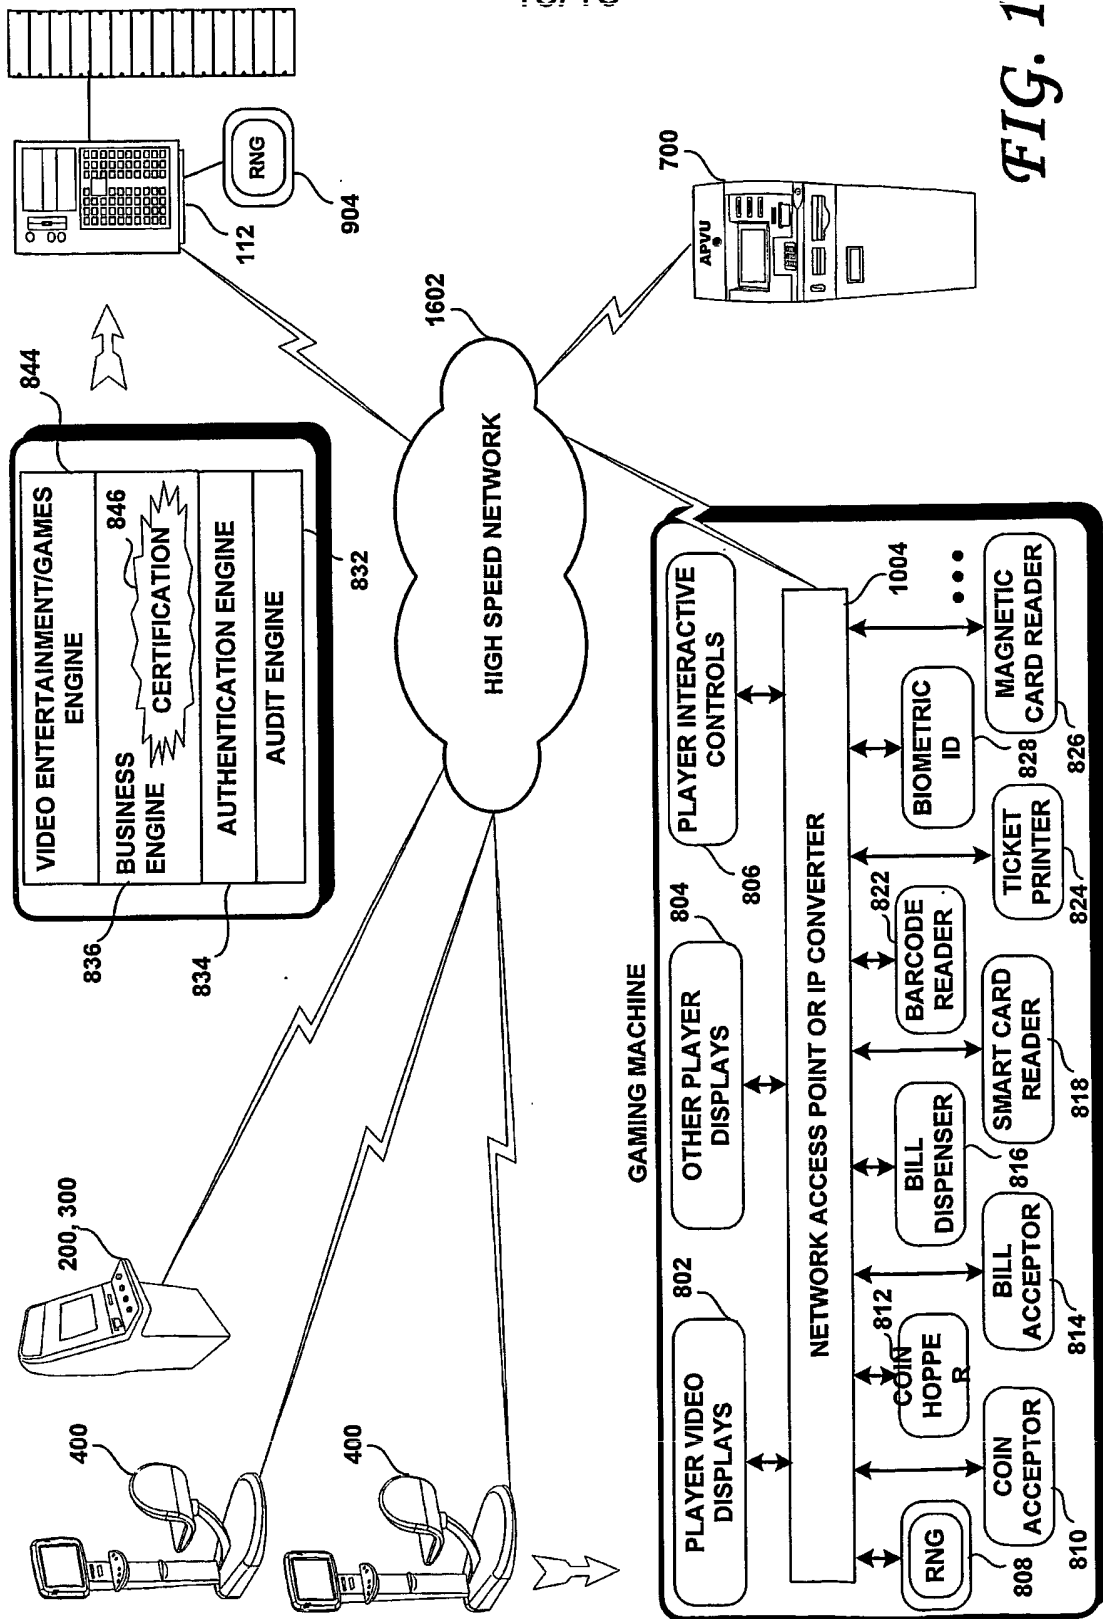 844
VIDEO ENTERTAINMENT/GAMES
ENGINE
836
BUSINESS
ENGINE
846
CERTIFICATION
834
AUTHENTICATION ENGINE
AUDIT ENGINE
832
112
RNG
904
200, 300
400
400
1602
HIGH SPEED NETWORK
APVU
700
GAMING MACHINE
PLAYER VIDEO
DISPLAYS
802
OTHER PLAYER
DISPLAYS
804
PLAYER INTERACTIVE
CONTROLS
806
NETWORK ACCESS POINT OR IP CONVERTER
1004
RNG
808
COIN
ACCEPTOR
810
COIN
HOPPE
R
812
BILL
ACCEPTOR
814
BILL
DISPENSER
816
SMART CARD
READER
818
BARCODE
READER
822
TICKET
PRINTER
824
BIOMETRIC
ID
828
MAGNETIC
CARD READER
826
FIG. 1